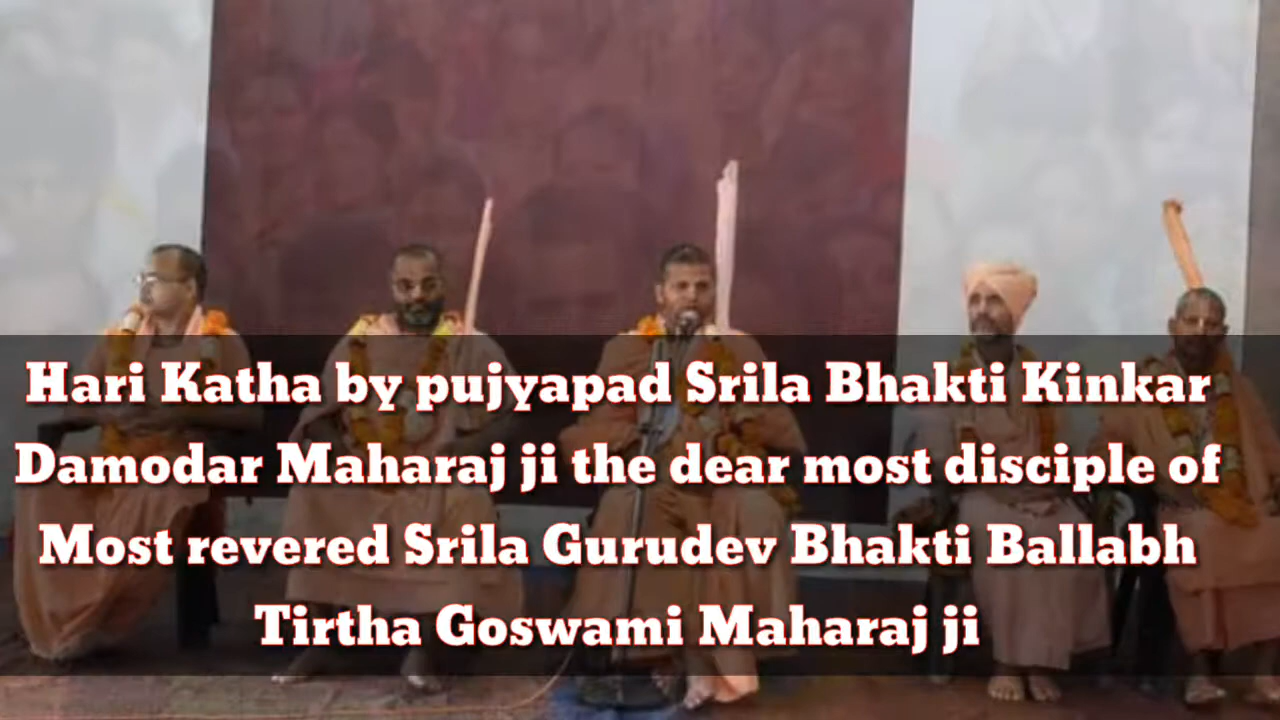 Hari Katha by pujyapad Srila Bhakti Kinkar
Damodar Maharaj ji the dear most disciple of
Most revered Srila Gurudev Bhakti Ballabh
Tirtha Goswami Maharaj ji